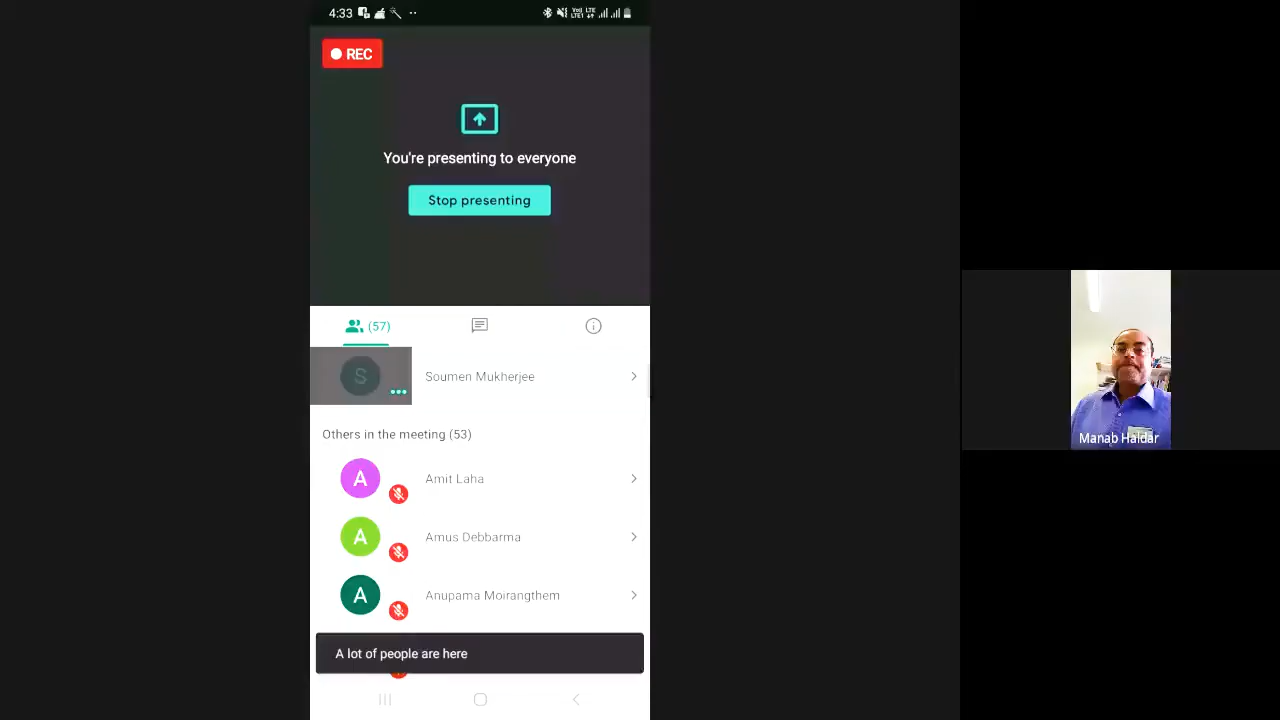 4:33
REC
You're presenting to everyone
Stop presenting
(57)
S
Soumen Mukherjee
Others in the meeting (53)
A
Amit Laha
A
Amus Debbarma
A
Anupama Moirangthem
A lot of people are here
Manab Haldar